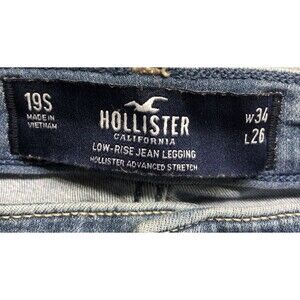 19S
MADE IN
VIETNAM
HOLLISTER
CALIFORNIA
LOW-RISE JEAN LEGGING
HOLLISTER ADVANCED STRETCH
W34
L26